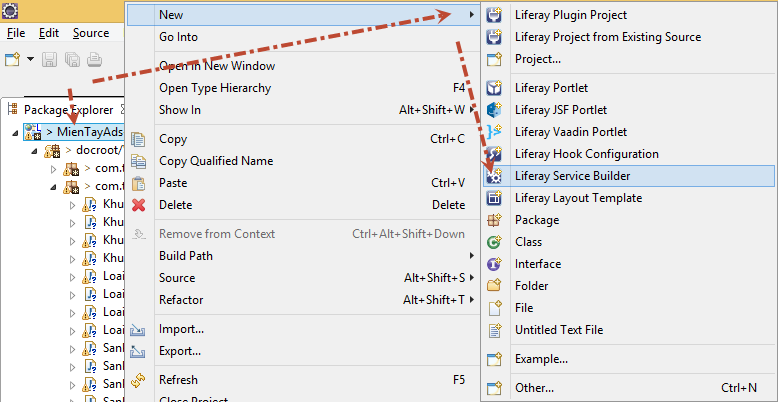 File Edit Source
Package Explorer
> MienTayAds
> docroot/
> com.
> com.
Khu
Khu
Khu
Khu
Loai
Loai
Loai
Loai
SanI
SanI
SanI
SanI
New
Go Into
Open in New Window
Open Type Hierarchy F4
Show In Alt+Shift+W
Copy Ctrl+C
Copy Qualified Name
Paste Ctrl+V
Delete Delete
Remove from Context Ctrl+Alt+Shift+Down
Build Path
Source Alt+Shift+S
Refactor Alt+Shift+T
Import...
Export...
Refresh F5
Close Project
Liferay Plugin Project
Liferay Project from Existing Source
Project...
Liferay Portlet
Liferay JSF Portlet
Liferay Vaadin Portlet
Liferay Hook Configuration
Liferay Service Builder
Liferay Layout Template
Package
Class
Interface
Folder
File
Untitled Text File
Example...
Other... Ctrl+N